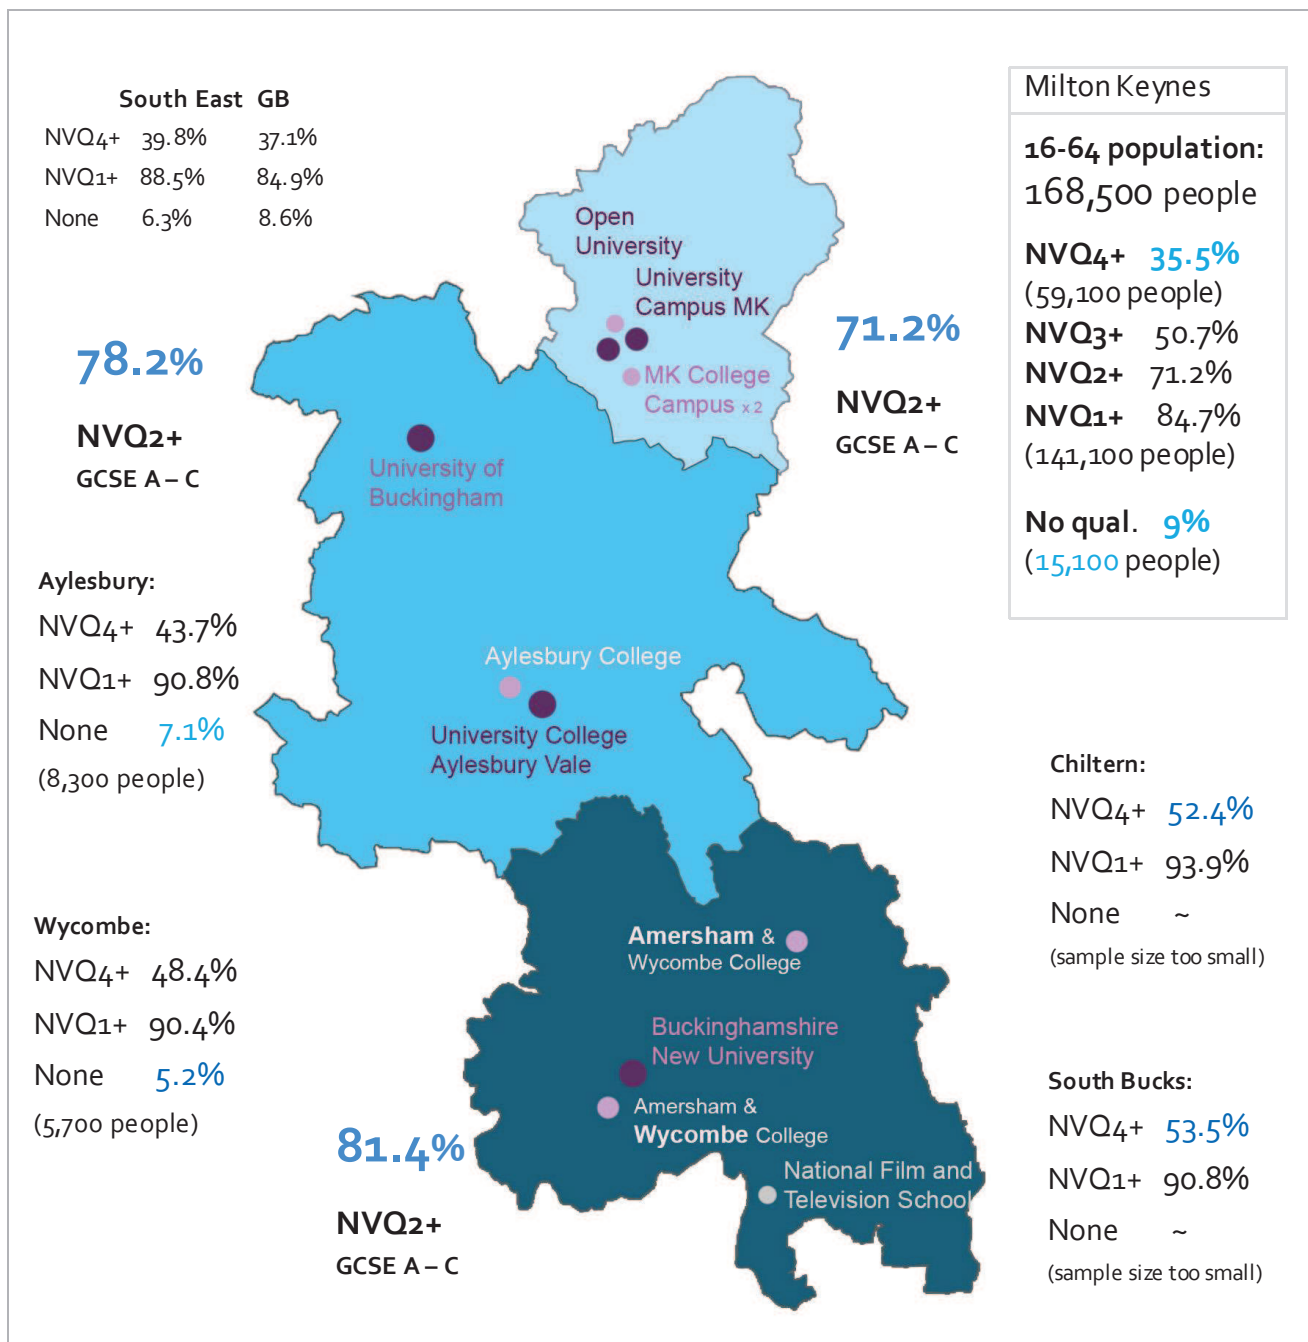 South East GB
NVQ4+ 39.8% 37.1%
NVQ1+ 88.5% 84.9%
None 6.3% 8.6%
78.2%
NVQ2+
GCSE A – C
Aylesbury:
NVQ4+ 43.7%
NVQ1+ 90.8%
None 7.1%
(8,300 people)
Wycombe:
NVQ4+ 48.4%
NVQ1+ 90.4%
None 5.2%
(5,700 people)
Open
University
University
Campus MK
MK College
Campus x 2
University of
Buckingham
Aylesbury College
University College
Aylesbury Vale
Amersham &
Wycombe College
Buckinghamshire
New University
Amersham &
Wycombe College
National Film and
Television School
81.4%
NVQ2+
GCSE A – C
71.2%
NVQ2+
GCSE A – C
Milton Keynes
16-64 population:
168,500 people
NVQ4+ 35.5%
(59,100 people)
NVQ3+ 50.7%
NVQ2+ 71.2%
NVQ1+ 84.7%
(141,100 people)
No qual. 9%
(15,100 people)
Chiltern:
NVQ4+ 52.4%
NVQ1+ 93.9%
None ~
(sample size too small)
South Bucks:
NVQ4+ 53.5%
NVQ1+ 90.8%
None ~
(sample size too small)